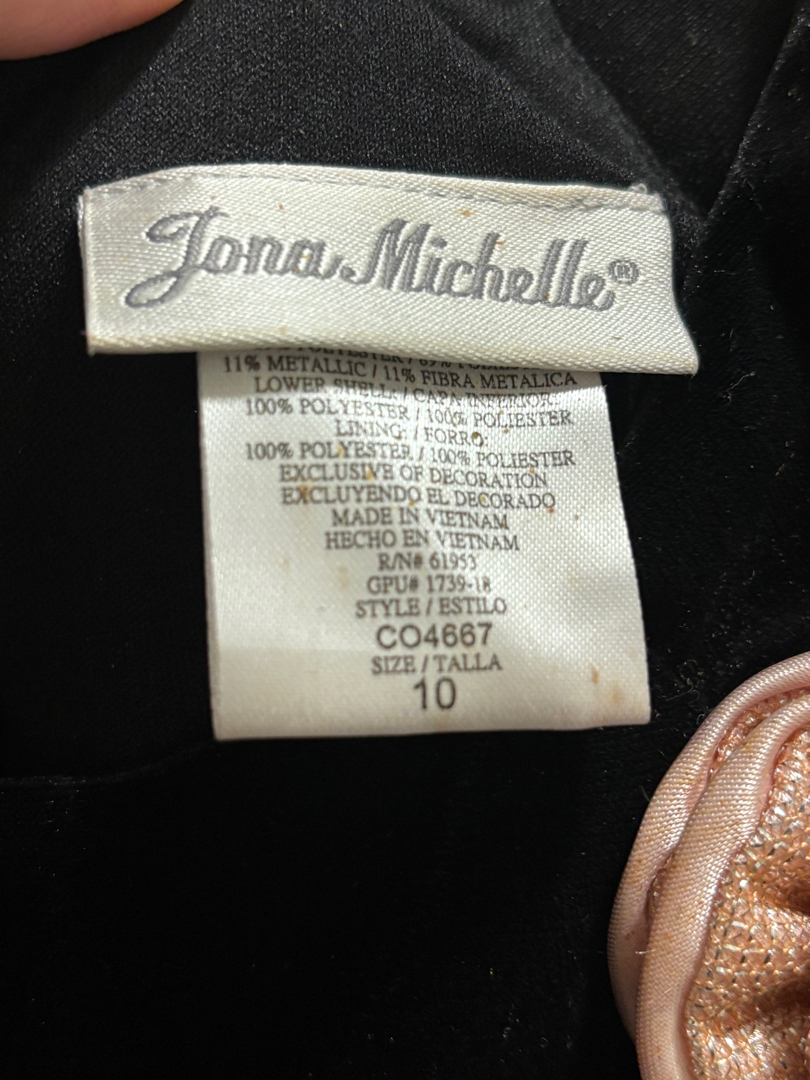 Jona Michelle®
11% METALLIC / 11% FIBRA METALICA
LOWER SHELL: / CAPA INFERIOR:
100% POLYESTER / 100% POLIESTER
LINING: / FORRO:
100% POLYESTER / 100% POLIESTER
EXCLUSIVE OF DECORATION
EXCLUYENDO EL DECORADO
MADE IN VIETNAM
HECHO EN VIETNAM
R/N# 61953
GPU# 1739-18
STYLE / ESTILO
CO4667
SIZE / TALLA
10